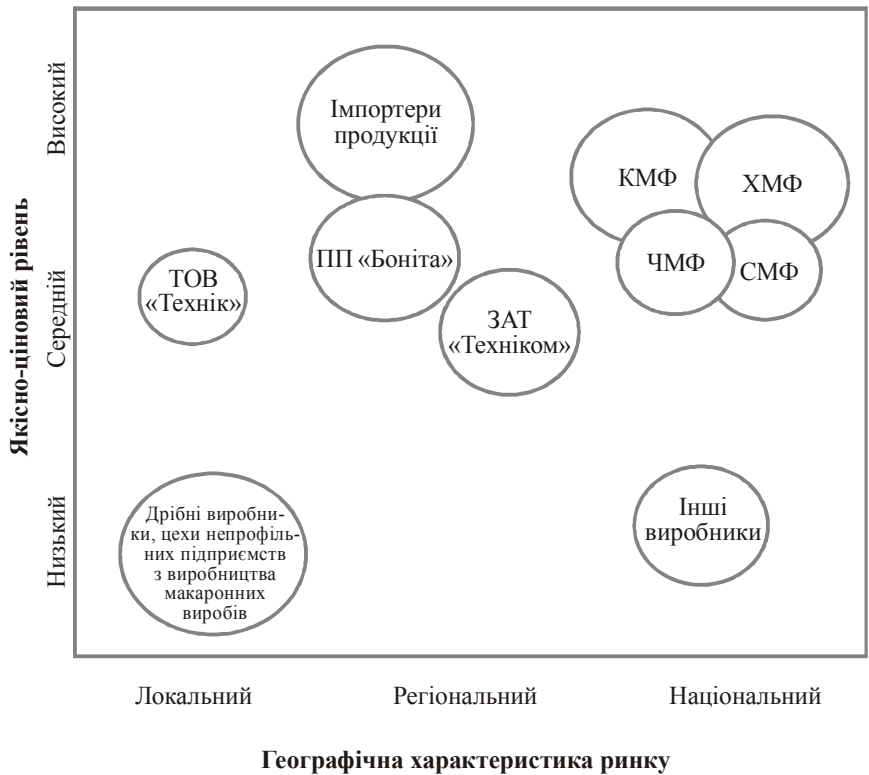 Якісно-ціновий рівень
Високий
Середній
Низький
Імпортери
продукції
КМФ
ХМФ
ПП «Боніта»
ЧМФ
СМФ
ТОВ
«Технік»
ЗАТ
«Техніком»
Дрібні виробни-
ки, цехи непрофіль-
них підприємств
з виробництва
макаронних
виробів
Інші
виробники
Локальний
Регіональний
Національний
Географічна характеристика ринку